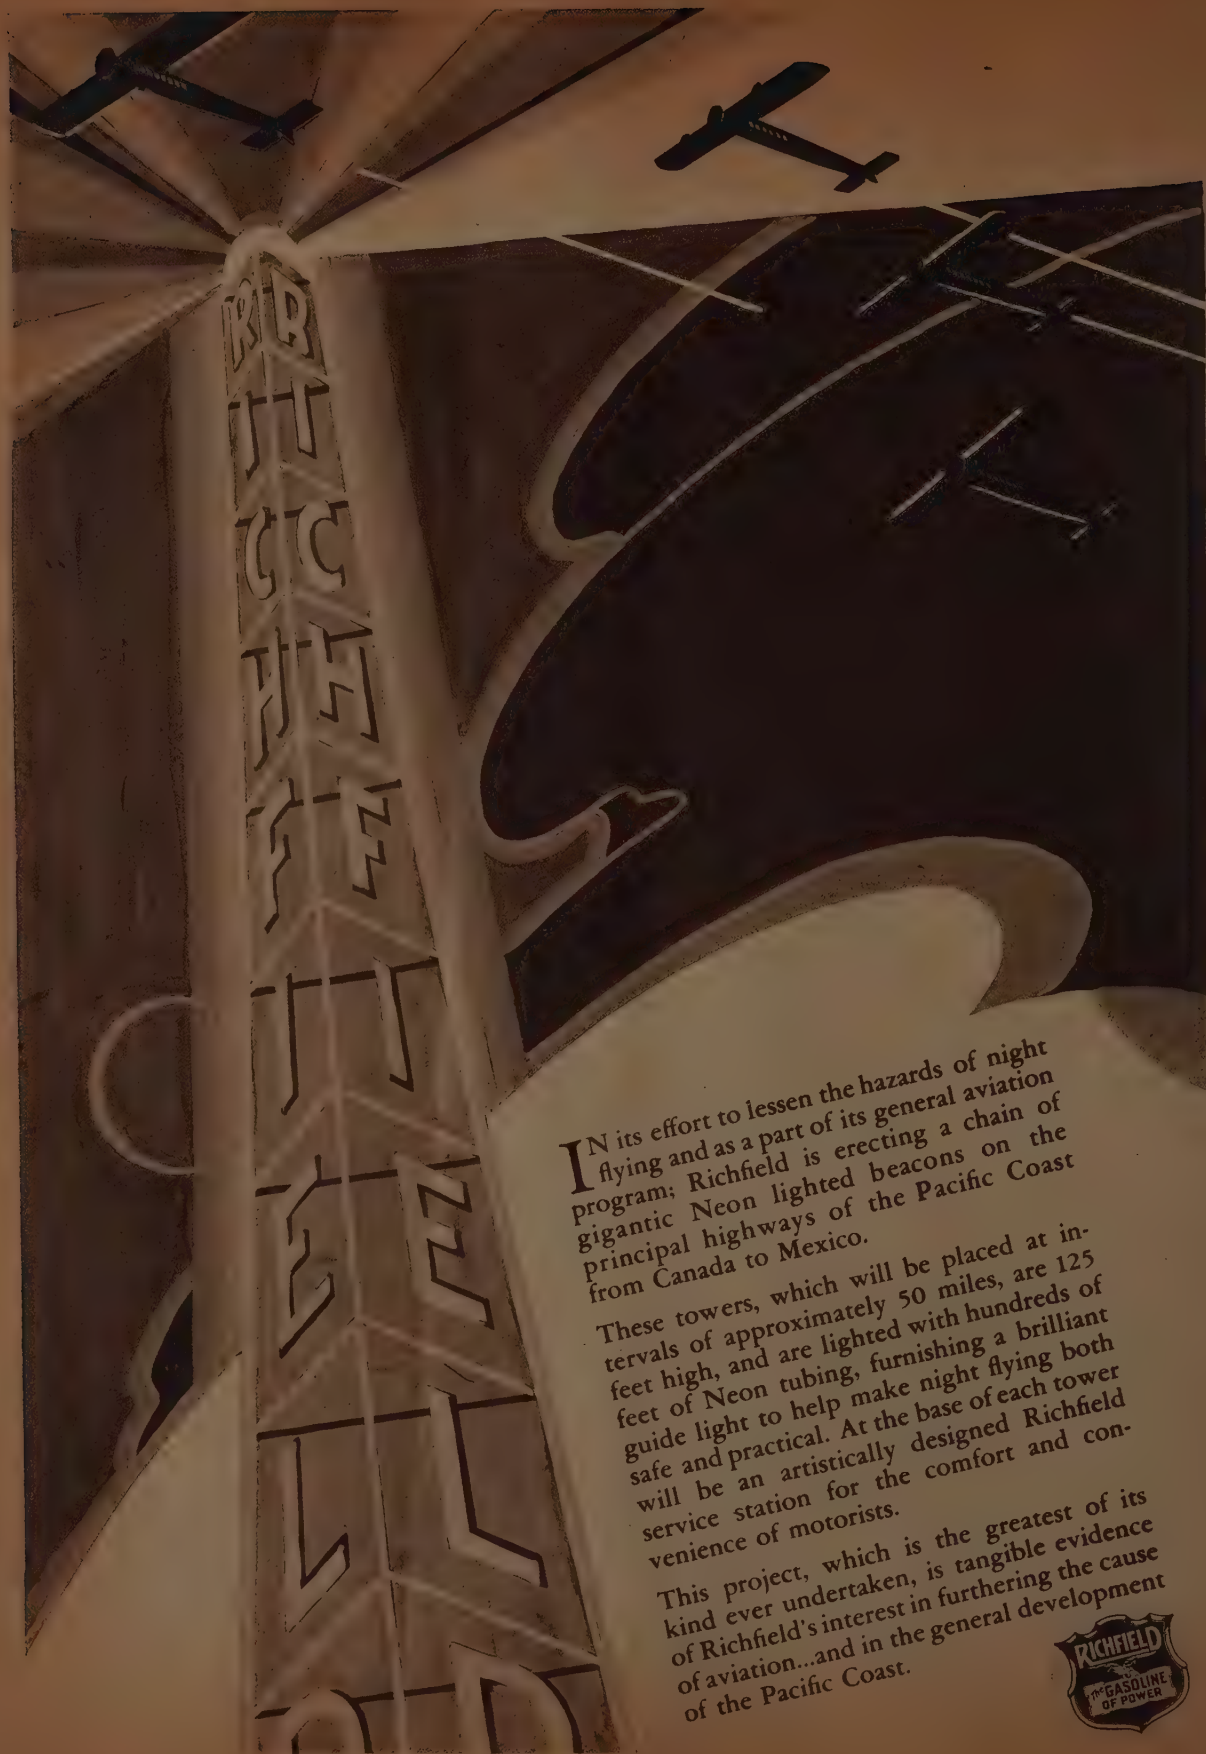 R R
I I
C C
H H
F F
I I
E E
L L
D D
IN its effort to lessen the hazards of night
flying and as a part of its general aviation
program; Richfield is erecting a chain of
gigantic Neon lighted beacons on the
principal highways of the Pacific Coast
from Canada to Mexico.
These towers, which will be placed at in-
tervals of approximately 50 miles, are 125
feet high, and are lighted with hundreds of
feet of Neon tubing, furnishing a brilliant
guide light to help make night flying both
safe and practical. At the base of each tower
will be an artistically designed Richfield
service station for the comfort and con-
venience of motorists.
This project, which is the greatest of its
kind ever undertaken, is tangible evidence
of Richfield's interest in furthering the cause
of aviation...and in the general development
of the Pacific Coast.
RICHFIELD
The GASOLINE
OF POWER